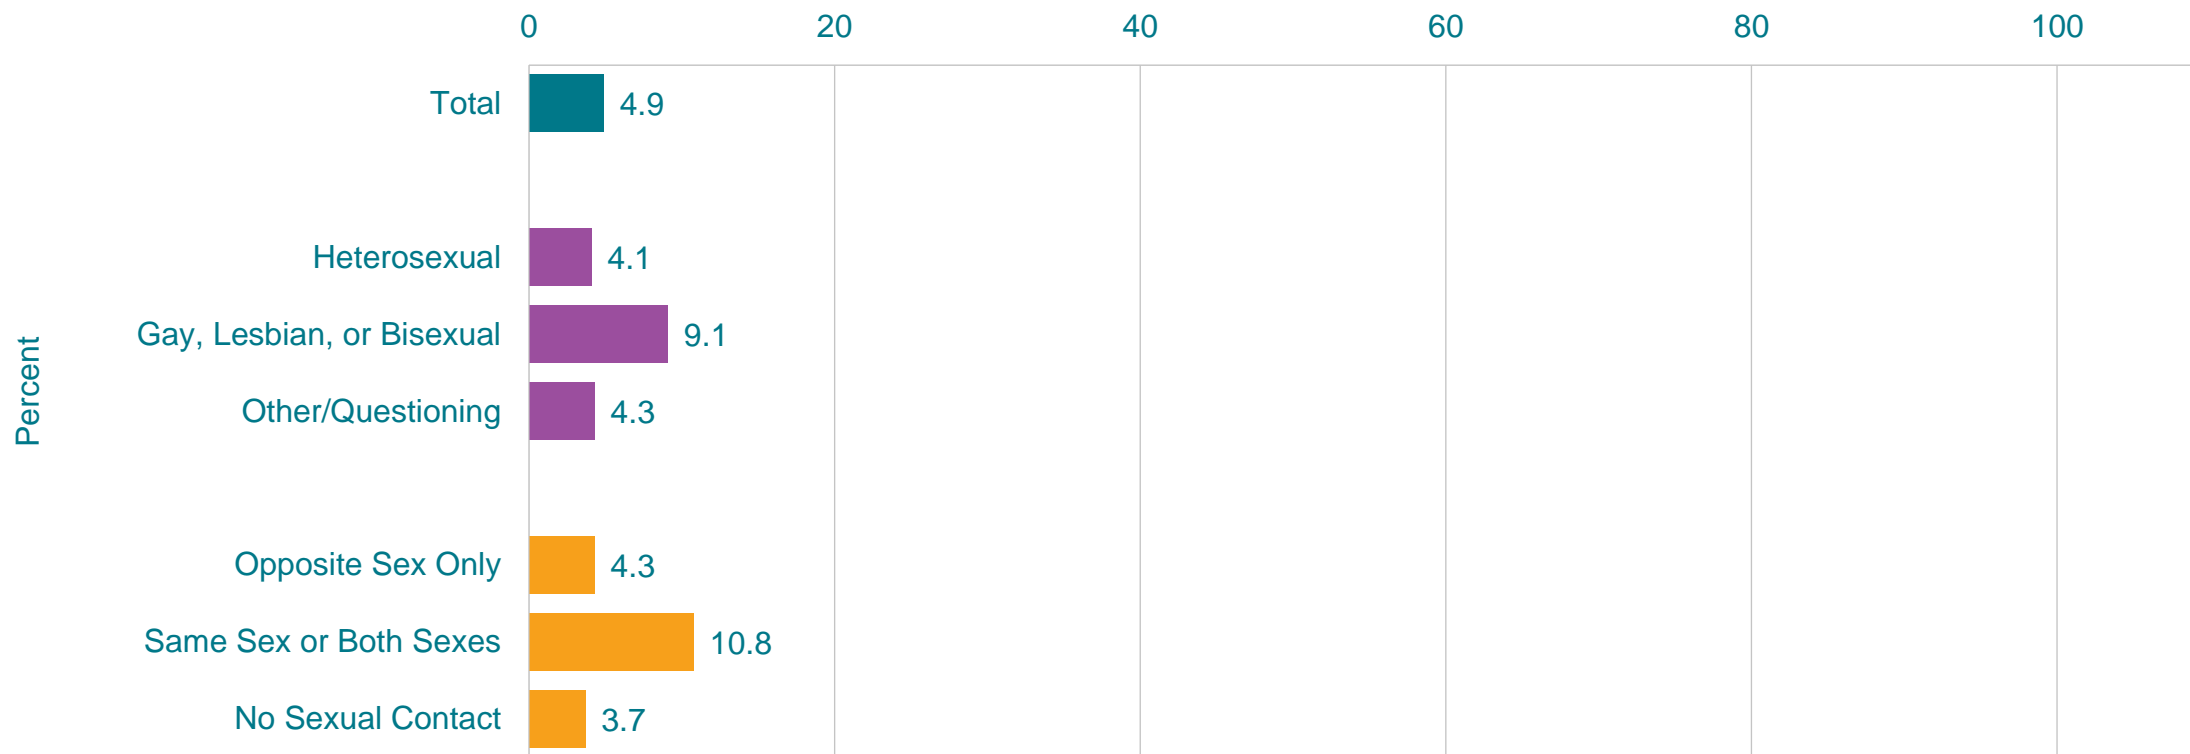 0 20 40 60 80 100
Total 4.9
Heterosexual 4.1
Gay, Lesbian, or Bisexual 9.1
Other/Questioning 4.3
Percent
Opposite Sex Only 4.3
Same Sex or Both Sexes 10.8
No Sexual Contact 3.7